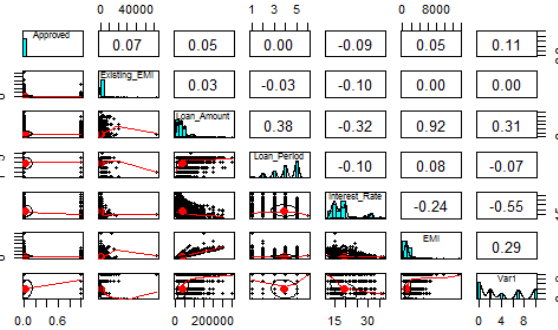 0 40000 1 3 5 0 8000
Approved 0.07 0.05 0.00 -0.09 0.05 0.11
Existing_EMI 0.03 -0.03 -0.10 0.00 0.00
0
Loan_Amount 0.38 -0.32 0.92 0.31
Loan_Period -0.10 0.08 -0.07
Interest_Rate -0.24 -0.55
15
EMI 0.29
0
Var1
0.0 0.6 0 200000 15 30 0 4 8